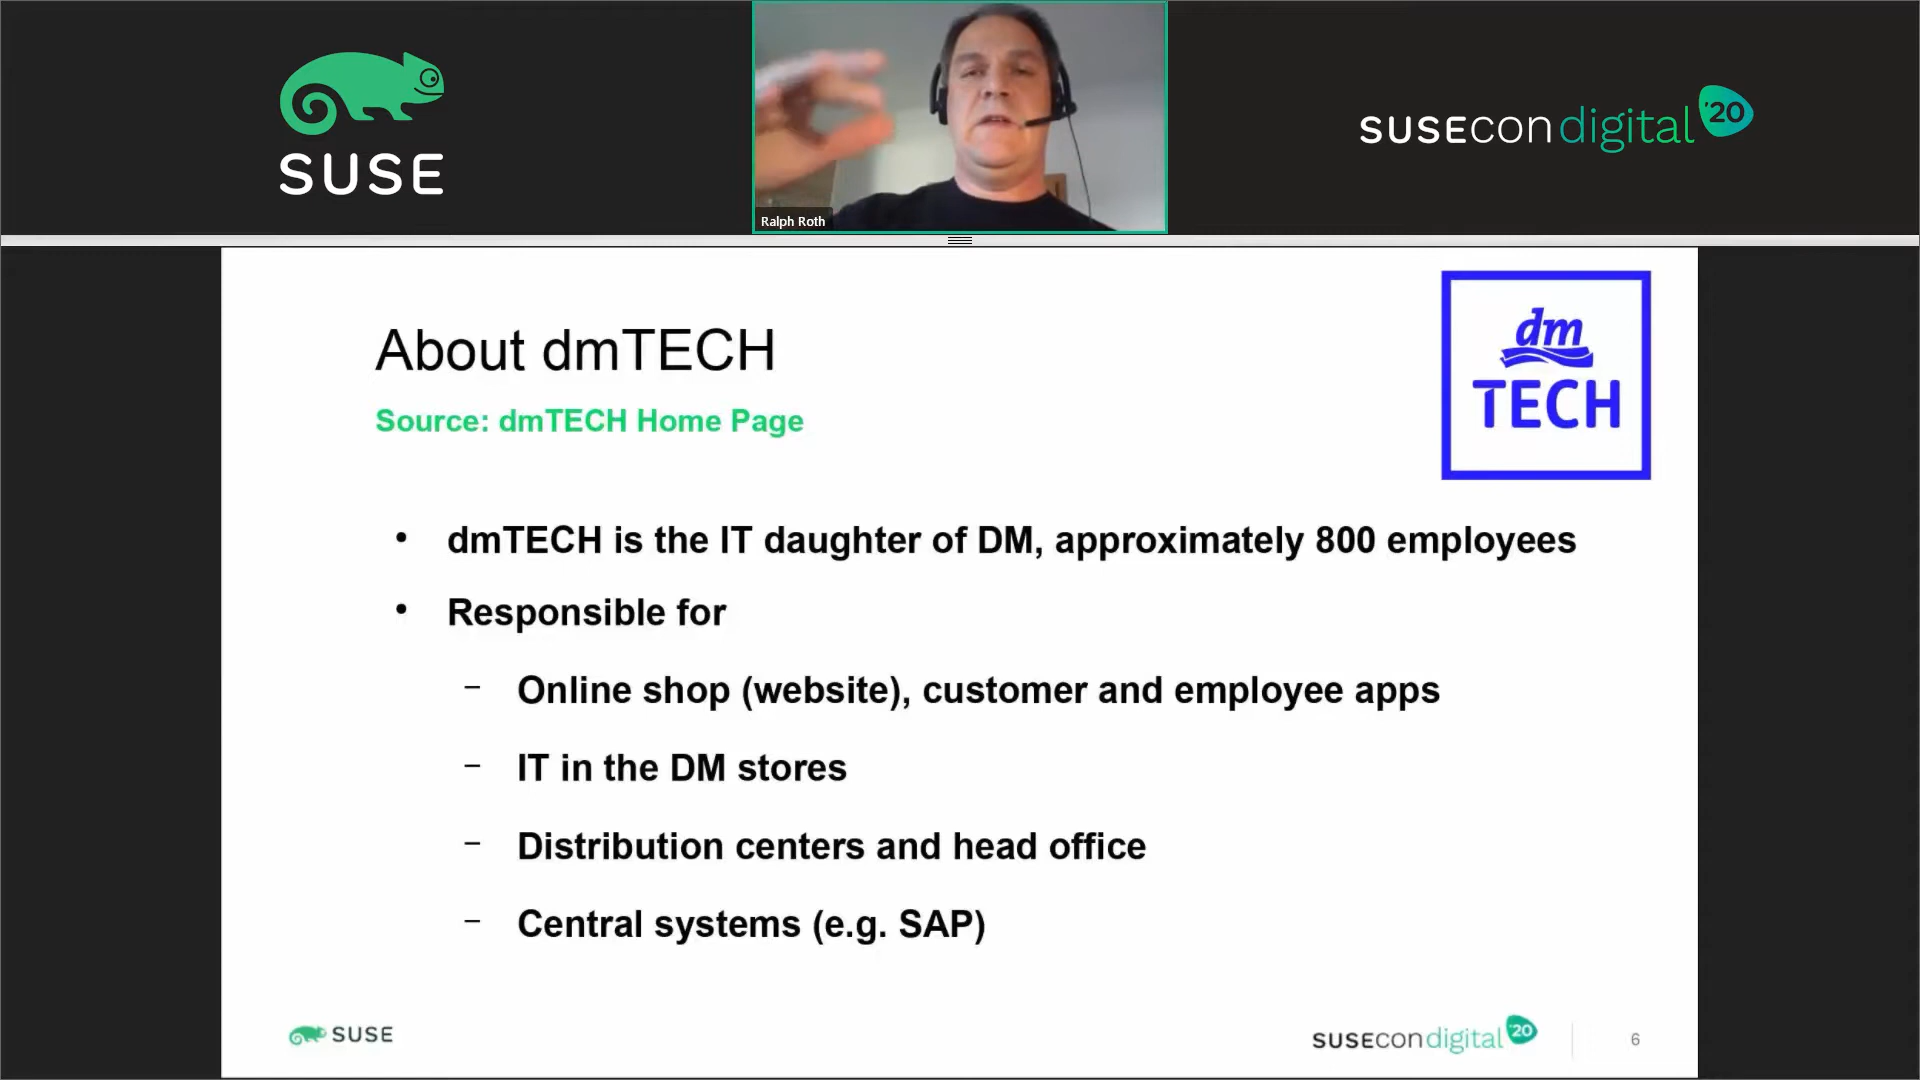 SUSE
Ralph Roth
SUSEcon digital '20
About dmTECH
Source: dmTECH Home Page
dm
TECH
• dmTECH is the IT daughter of DM, approximately 800 employees
• Responsible for
– Online shop (website), customer and employee apps
– IT in the DM stores
– Distribution centers and head office
– Central systems (e.g. SAP)
SUSE
SUSEcon digital '20
6